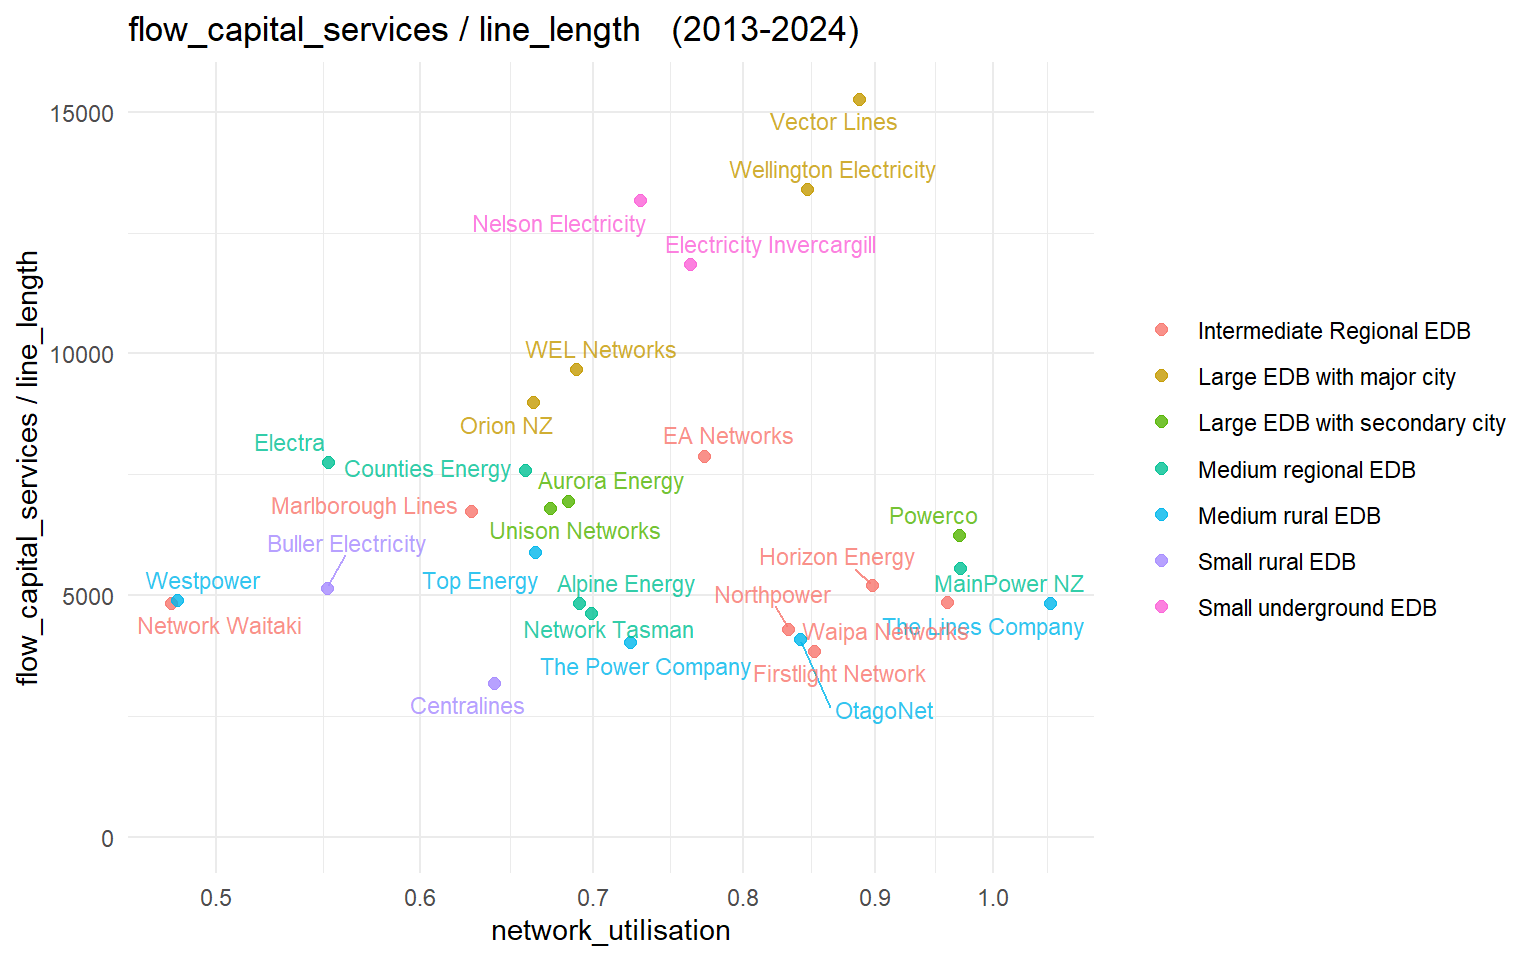 flow_capital_services / line_length   (2013-2024)
flow_capital_services / line_length
15000
10000
5000
0
Vector Lines
Wellington Electricity
Nelson Electricity
Electricity Invercargill
WEL Networks
Orion NZ
EA Networks
Electra
Counties Energy
Aurora Energy
Marlborough Lines
Unison Networks
Powerco
Buller Electricity
Horizon Energy
Westpower
Top Energy
Alpine Energy
MainPower NZ
Northpower
Network Waitaki
Network Tasman
Waipa Networks
The Lines Company
The Power Company
Firstlight Network
Centralines
OtagoNet
0.5
0.6
0.7
0.8
0.9
1.0
network_utilisation
Intermediate Regional EDB
Large EDB with major city
Large EDB with secondary city
Medium regional EDB
Medium rural EDB
Small rural EDB
Small underground EDB